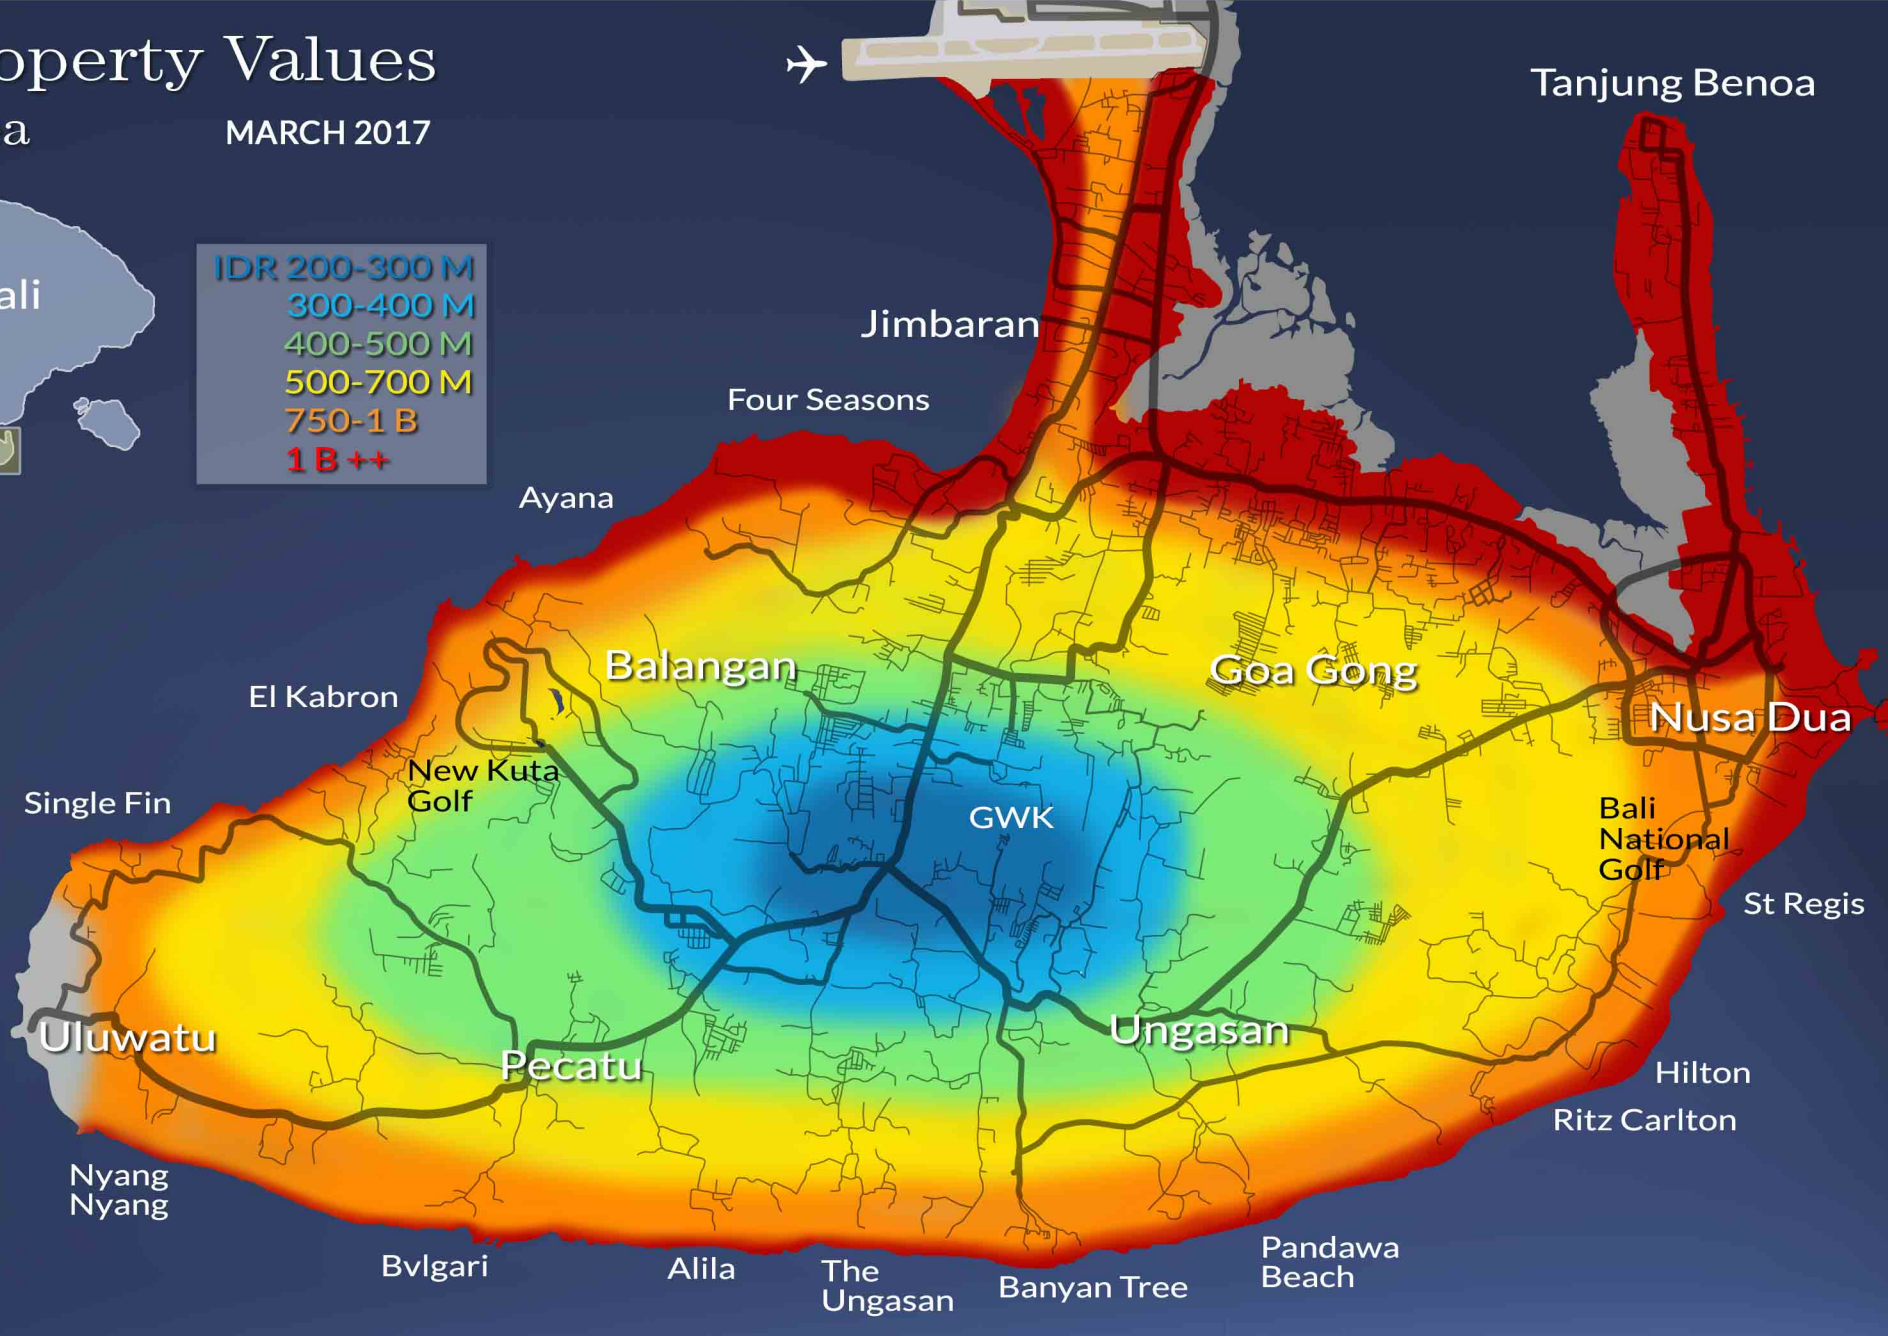 operty Values
a
MARCH 2017
ali
IDR 200-300 M
300-400 M
400-500 M
500-700 M
750-1 B
1 B ++
Tanjung Benoa
Jimbaran
Four Seasons
Ayana
Balangan
Goa Gong
El Kabron
Nusa Dua
New Kuta
Golf
Single Fin
GWK
Bali
National
Golf
St Regis
Uluwatu
Pecatu
Ungasan
Hilton
Ritz Carlton
Nyang
Nyang
Bvlgari
Alila
The
Ungasan
Banyan Tree
Pandawa
Beach